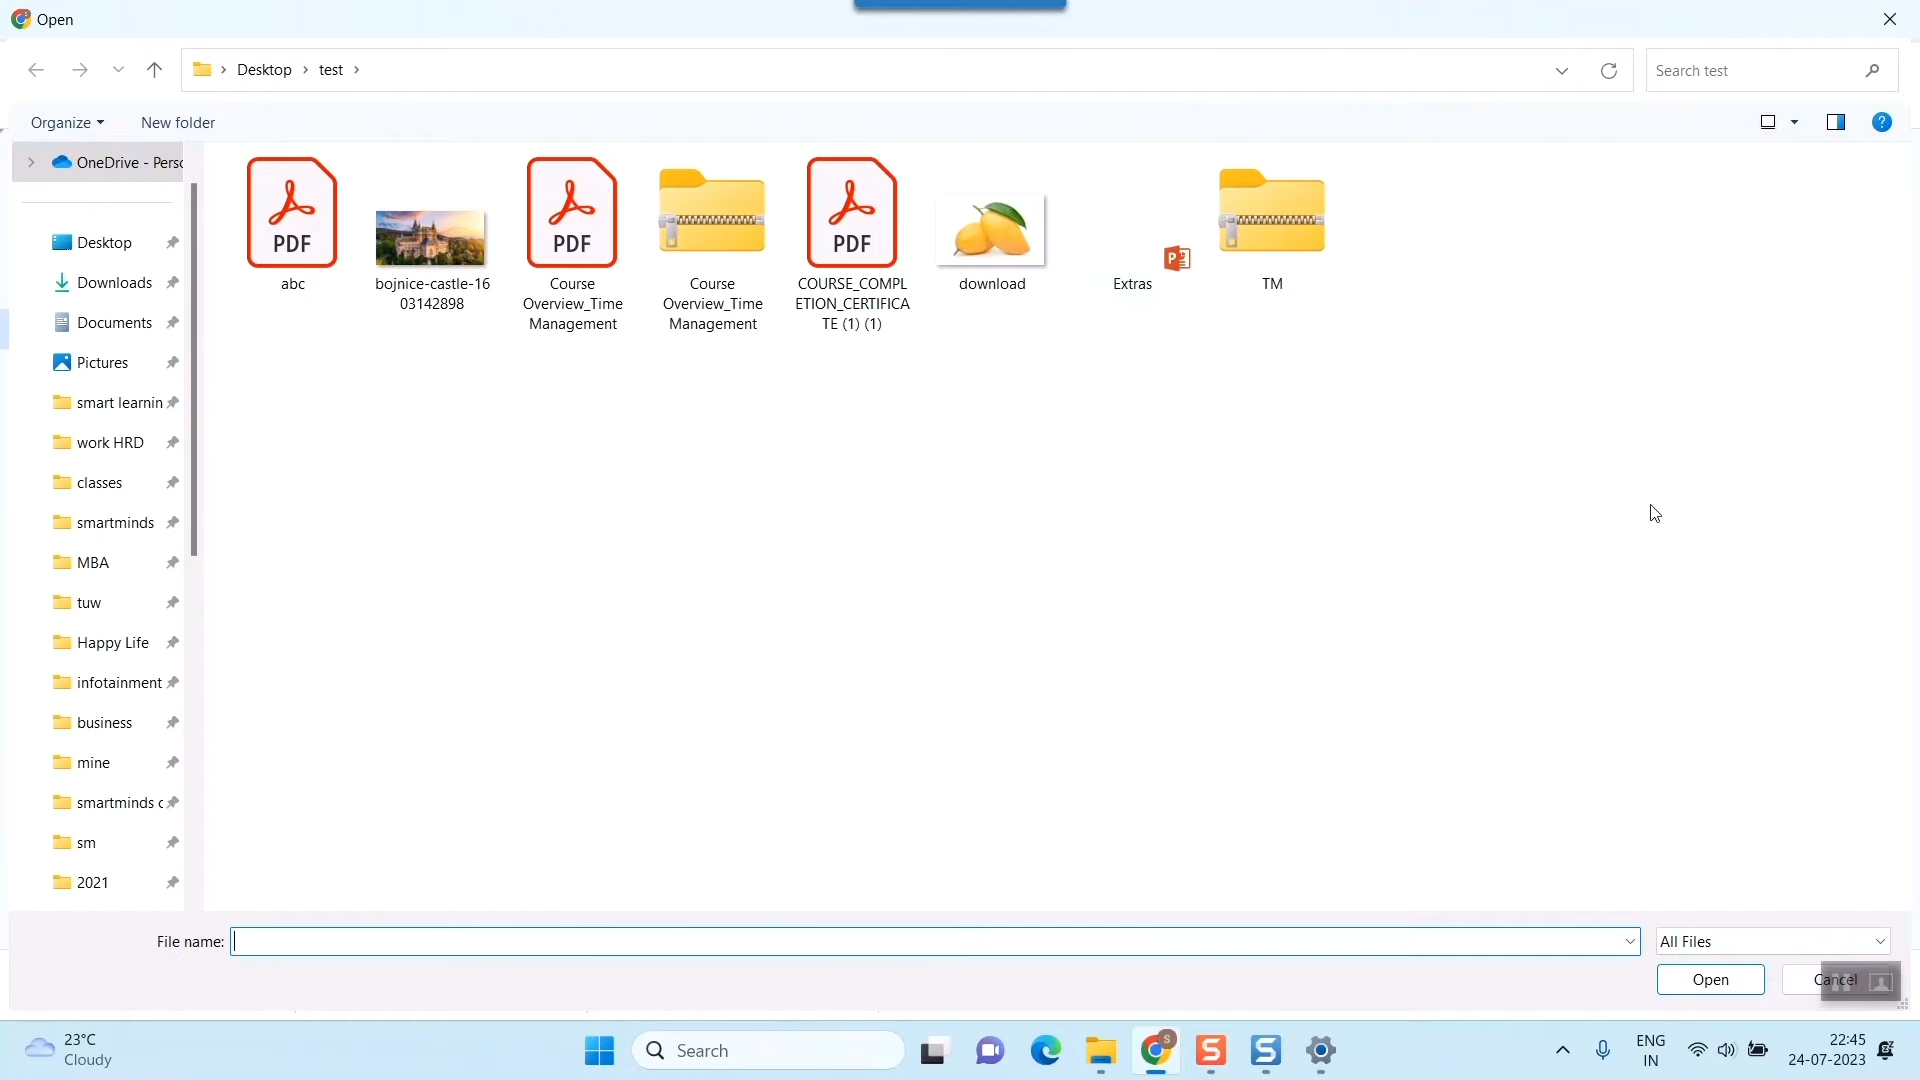 Open
Desktop
test
Search test
Organize
New folder
OneDrive - Perso
Desktop
Downloads
Documents
Pictures
smart learnin
work HRD
classes
smartminds
MBA
tuw
Happy Life
infotainment
business
mine
smartminds c
sm
2021
PDF
abc
bojnice-castle-16
03142898
PDF
Course
Overview_Time
Management
Course
Overview_Time
Management
PDF
COURSE_COMPL
ETION_CERTIFICA
TE (1) (1)
download
Extras
TM
File name:
All Files
Open
Cancel
23°C
Cloudy
Search
ENG
IN
22:45
24-07-2023